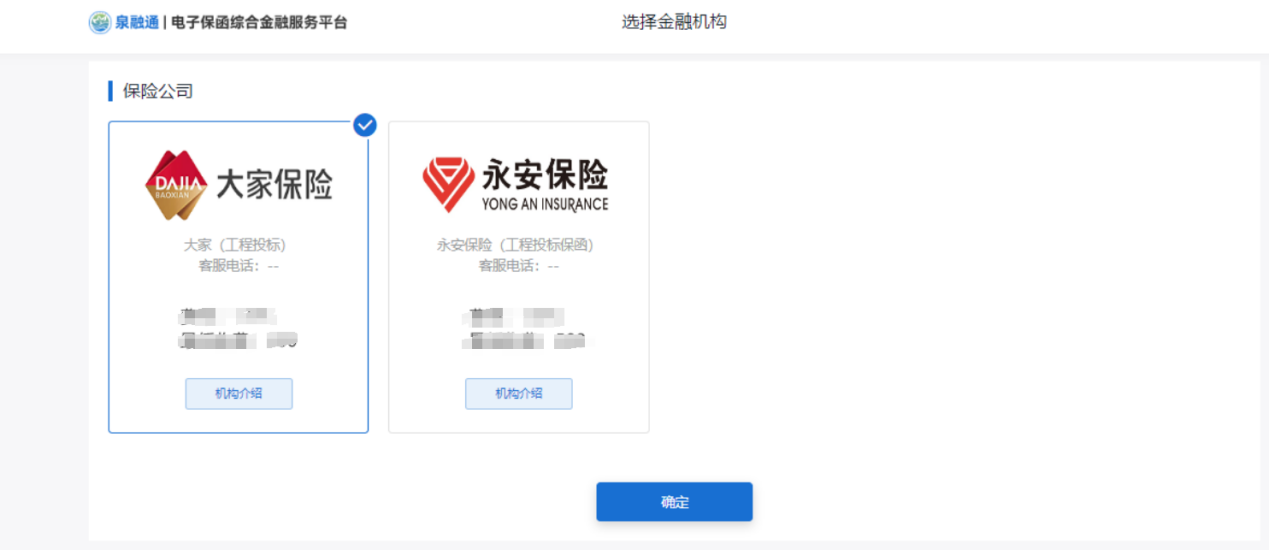 泉融通 | 电子保函综合金融服务平台
选择金融机构
保险公司
DAJIA
BAOXIAN
大家保险
大家（工程投标）
客服电话：--
机构介绍
永安保险
YONG AN INSURANCE
永安保险（工程投标保函）
客服电话：--
机构介绍
确定